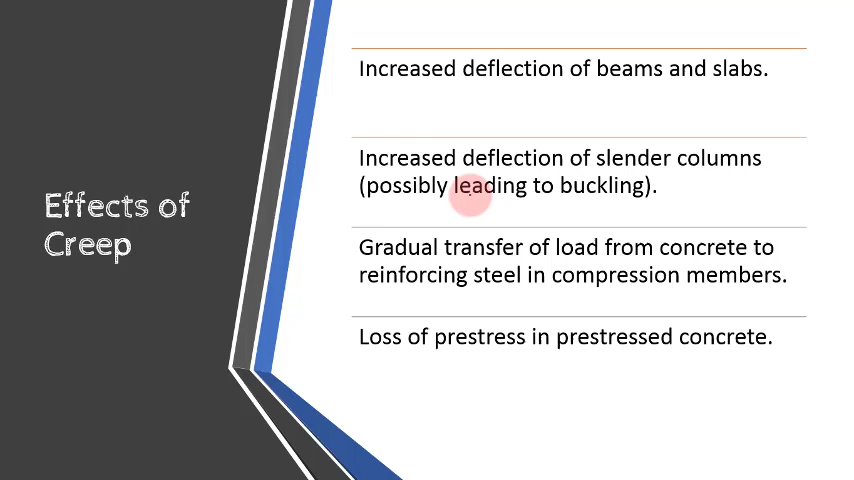 Effects of
Creep
Increased deflection of beams and slabs.
Increased deflection of slender columns
(possibly leading to buckling).
Gradual transfer of load from concrete to
reinforcing steel in compression members.
Loss of prestress in prestressed concrete.